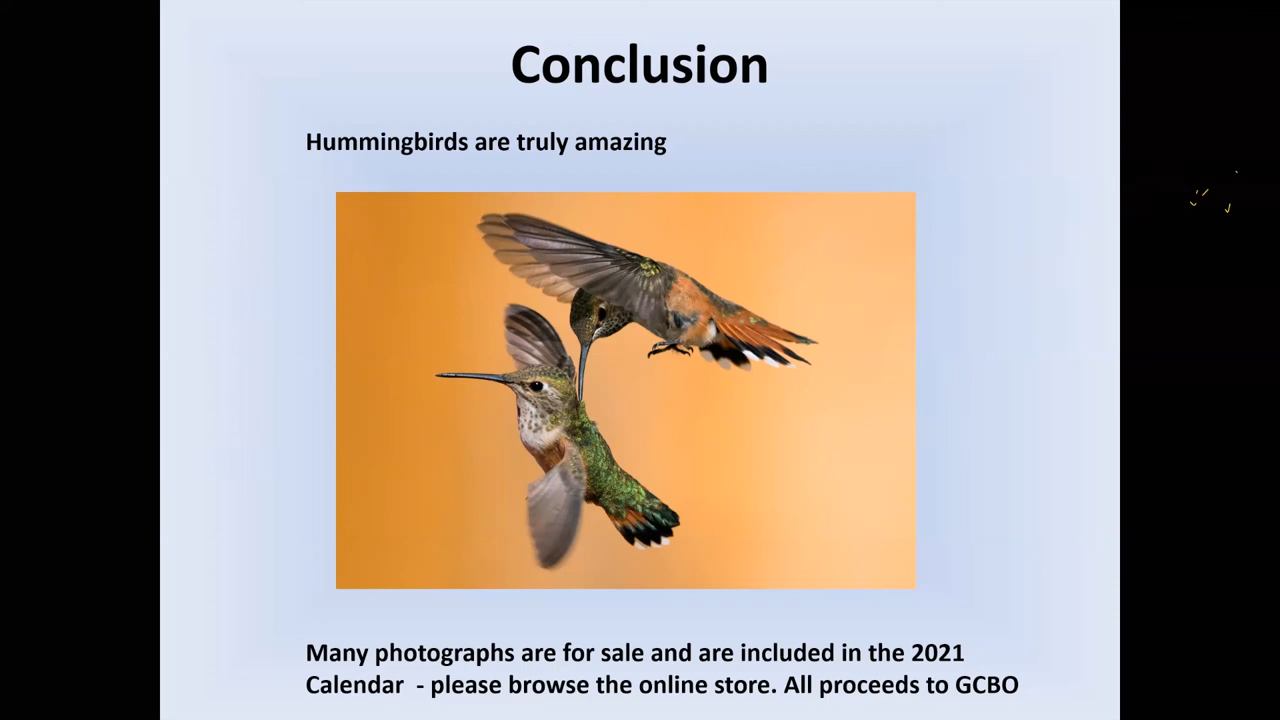 Conclusion
Hummingbirds are truly amazing
Many photographs are for sale and are included in the 2021
Calendar - please browse the online store. All proceeds to GCBO